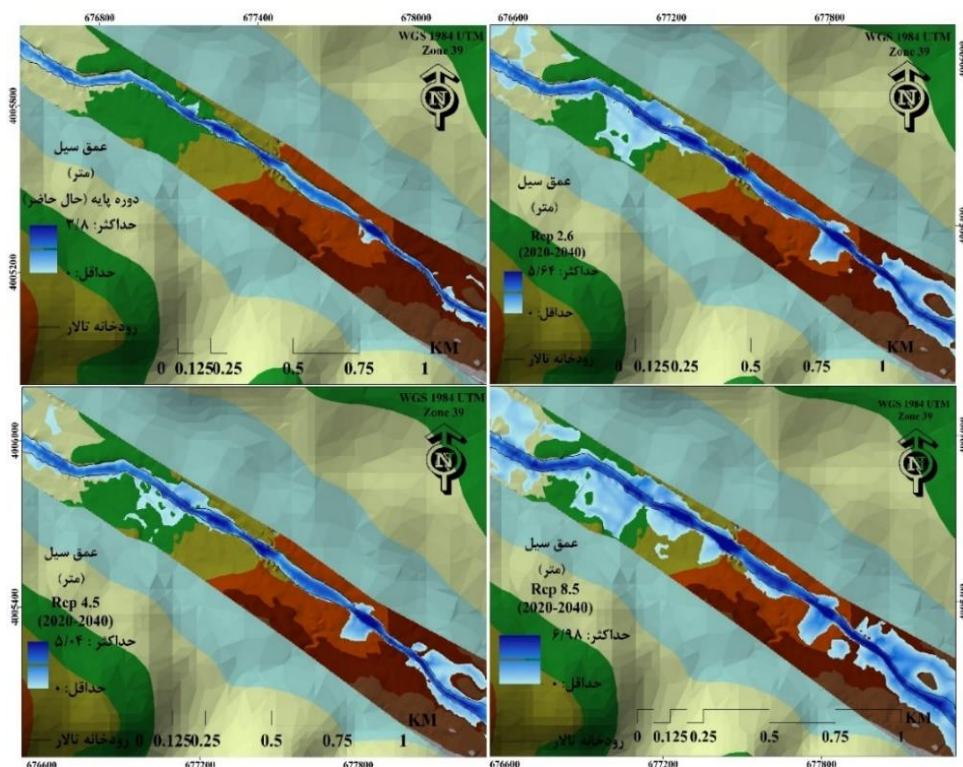 676800 677400 678000
WGS 1984 UTM
Zone 39
N
4005800
4005200
عمق سیل
(متر)
دوره پایه (حال حاضر)
حداکثر: ۳/۸
حداقل: ۰
رودخانه تالار
KM
0 0.125 0.25 0.5 0.75 1
676600 677200 677800
WGS 1984 UTM
Zone 39
N
4006000
4005400
عمق سیل
(متر)
Rcp 2.6
(2020-2040)
حداکثر: ۵/۶۴
حداقل: ۰
رودخانه تالار
KM
0 0.125 0.25 0.5 0.75 1
WGS 1984 UTM
Zone 39
N
4006000
4005400
عمق سیل
(متر)
Rcp 4.5
(2020-2040)
حداکثر: ۵/۰۴
حداقل: ۰
رودخانه تالار
KM
0 0.125 0.25 0.5 0.75 1
676600 677200 677800
WGS 1984 UTM
Zone 39
N
عمق سیل
(متر)
Rcp 8.5
(2020-2040)
حداکثر: ۶/۹۸
حداقل: ۰
رودخانه تالار
KM
0 0.125 0.25 0.5 0.75 1
676600 677200 677800